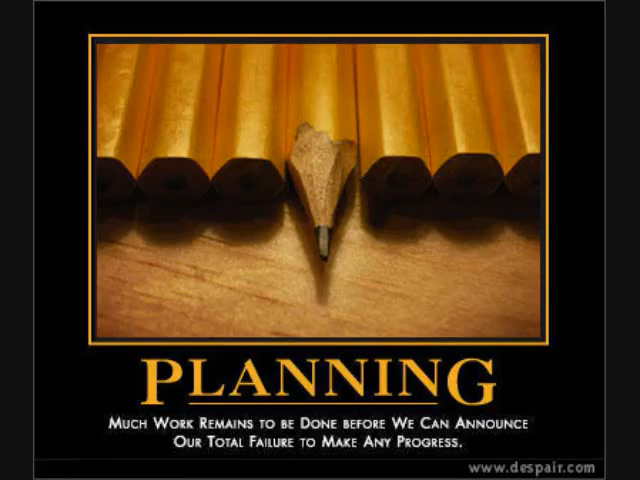 PLANNING
MUCH WORK REMAINS TO BE DONE BEFORE WE CAN ANNOUNCE
OUR TOTAL FAILURE TO MAKE ANY PROGRESS.
www.despair.com